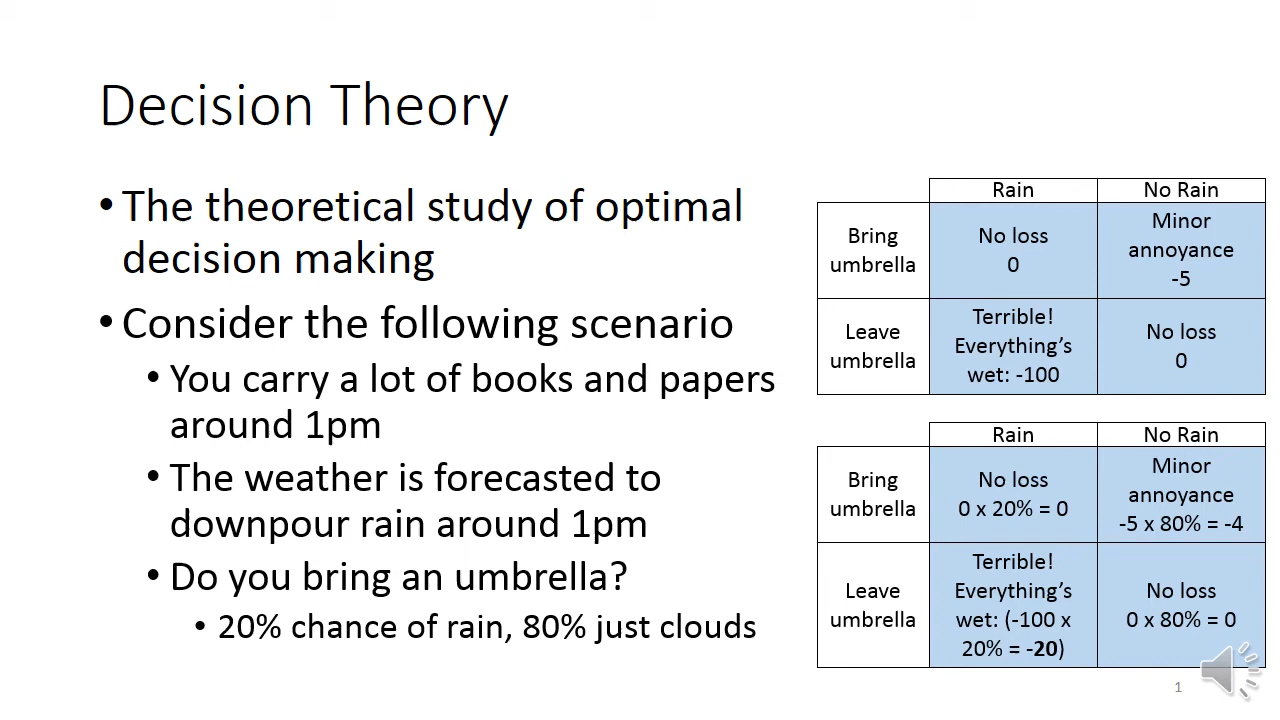 Decision Theory
• The theoretical study of optimal
decision making
• Consider the following scenario
• You carry a lot of books and papers
around 1pm
• The weather is forecasted to
downpour rain around 1pm
• Do you bring an umbrella?
• 20% chance of rain, 80% just clouds
Rain No Rain
Bring
umbrella
No loss
0
Minor
annoyance
-5
Leave
umbrella
Terrible!
Everything's
wet: -100
No loss
0
Rain No Rain
Bring
umbrella
No loss
0 x 20% = 0
Minor
annoyance
-5 x 80% = -4
Leave
umbrella
Terrible!
Everything's
wet: (-100 x
20% = -20)
No loss
0 x 80% = 0
1